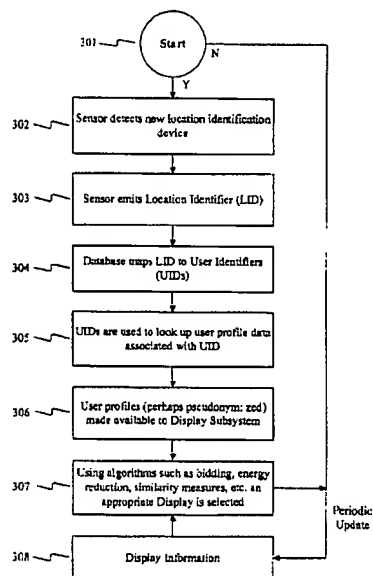 301
Start
N
Y
302
Sensor detects new location identification
device
303
Sensor emits Location Identifier (LID)
304
Database maps LID to User Identifiers
(UIDs)
305
UIDs are used to look up user profile data
associated with UID
306
User profiles (perhaps pseudonym: zed)
made available to Display Subsystem
307
Using algorithms such as bidding, energy
reduction, similarity measures, etc. an
appropriate Display is selected
Periodic
Update
308
Display Information